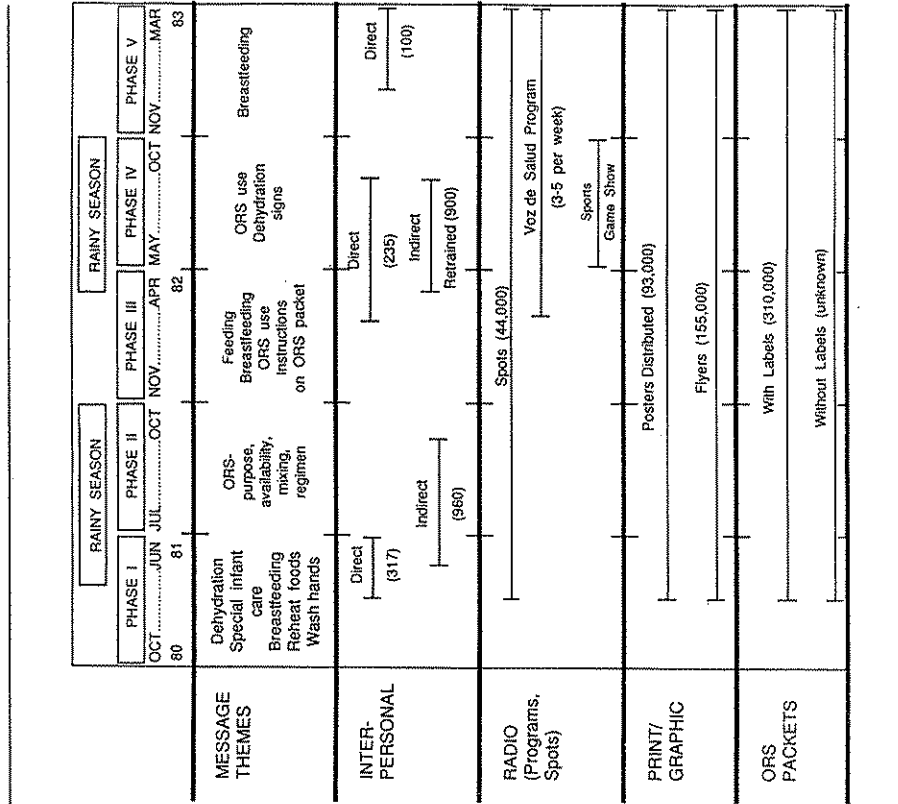 RAINY SEASON RAINY SEASON
PHASE I PHASE II PHASE III PHASE IV PHASE V
OCT.........JUN JUL.........OCT NOV.........APR MAY.........OCT NOV.........MAR
80 81 82 83
MESSAGE
THEMES
Dehydration
Special infant
care
Breastfeeding
Reheat foods
Wash hands
ORS-
purpose,
availability,
mixing,
regimen
Feeding
Breastfeeding
ORS use
Instructions
on ORS packet
ORS use
Dehydration
signs
Breastfeeding
INTER-
PERSONAL
Direct
(317)
Indirect
(960)
Direct
(235)
Indirect
Retrained (900)
Direct
(100)
RADIO
(Programs,
Spots)
Spots (44,000)
Voz de Salud Program
(3-5 per week)
Sports
Game Show
PRINT/
GRAPHIC
Posters Distributed (93,000)
Flyers (155,000)
ORS
PACKETS
With Labels (310,000)
Without Labels (unknown)